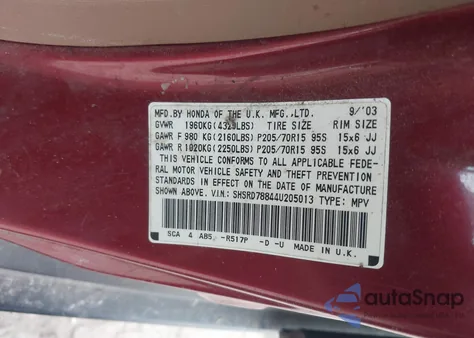 MFD.BY HONDA OF THE U.K. MFG.,LTD. 9/'03
GVWR 1960KG(4320LBS) TIRE SIZE RIM SIZE
GAWR F 980 KG(2160LBS) P205/70R15 95S 15x6 JJ
GAWR R 1020KG(2250LBS) P205/70R15 95S 15x6 JJ
THIS VEHICLE CONFORMS TO ALL APPLICABLE FEDE-
RAL MOTOR VEHICLE SAFETY AND THEFT PREVENTION
STANDARDS IN EFFECT ON THE DATE OF MANUFACTURE
SHOWN ABOVE. V.I.N: SHSRD78844U205013 TYPE: MPV
SCA 4 ABS -R517P -D -U MADE IN U.K.
autoSnap